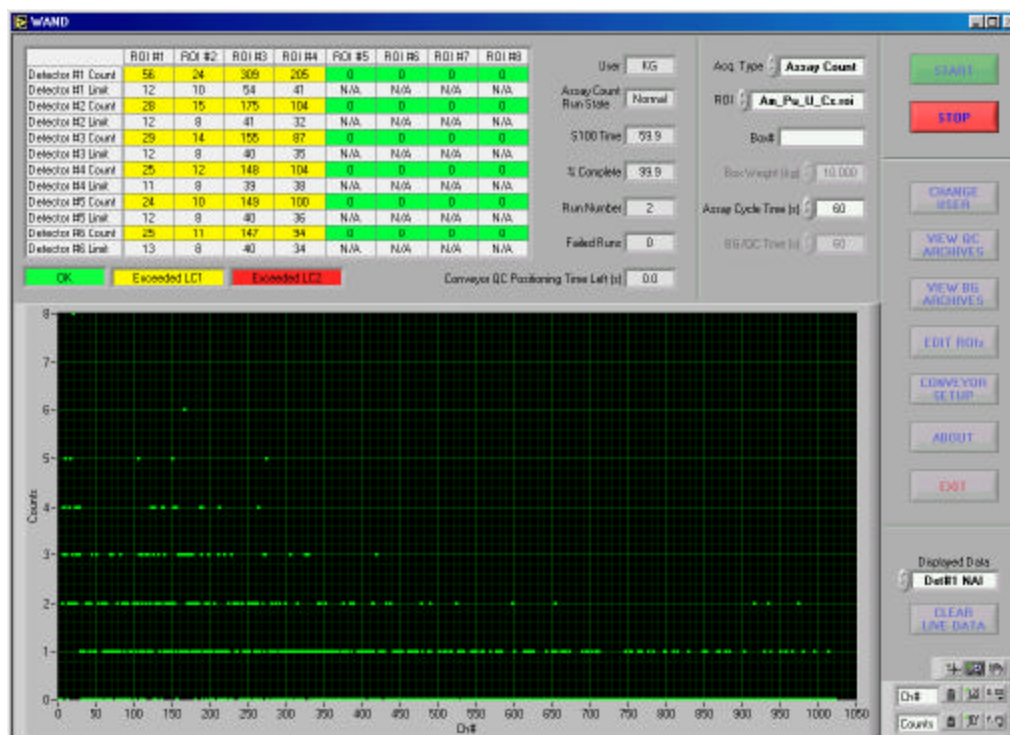 WAND
ROI #1 ROI #2 ROI #3 ROI #4 ROI #5 ROI #6 ROI #7 ROI #8
Detector #1 Count 56 24 309 205 0 0 0 0
Detector #1 Limit 12 10 54 41 N/A N/A N/A N/A
Detector #2 Count 28 15 175 104 0 0 0 0
Detector #2 Limit 12 8 41 32 N/A N/A N/A N/A
Detector #3 Count 29 14 155 87 0 0 0 0
Detector #3 Limit 12 8 40 35 N/A N/A N/A N/A
Detector #4 Count 25 12 148 104 0 0 0 0
Detector #4 Limit 11 8 39 38 N/A N/A N/A N/A
Detector #5 Count 24 10 149 100 0 0 0 0
Detector #5 Limit 12 8 40 36 N/A N/A N/A N/A
Detector #6 Count 25 11 147 94 0 0 0 0
Detector #6 Limit 13 8 40 34 N/A N/A N/A N/A
OK Exceeded LC1 Exceeded LC2
User KG
Assay Count
Run State Normal
S100 Time 59.9
% Complete 99.9
Run Number 2
Failed Runs 0
Conveyor QC Positioning Time Left (s) 0.0
Acq. Type Assay Count
ROI Am_Pu_U_Cs.roi
Box#
Box Weight (kg) 10.000
Assay Cycle Time (s) 60
BG/QC Time (s) 60
START
STOP
CHANGE
USER
VIEW QC
ARCHIVES
VIEW BG
ARCHIVES
EDIT ROIs
CONVEYOR
SETUP
ABOUT
EXIT
Displayed Data
Det#1 NAI
CLEAR
LIVE DATA
Ch#
Counts
8
7
6
5
4
3
2
1
0
Counts
0 50 100 150 200 250 300 350 400 450 500 550 600 650 700 750 800 850 900 950 1000 1050
Ch#